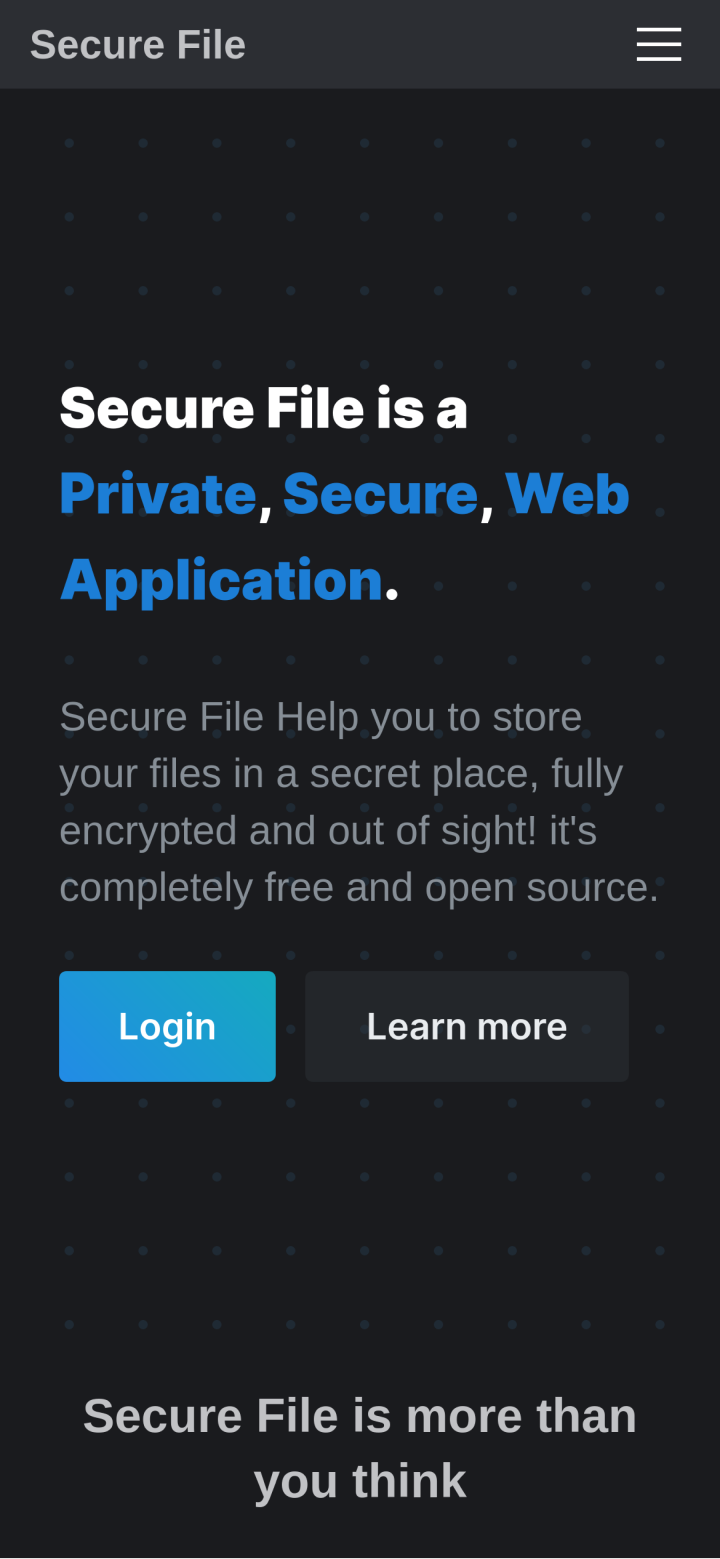 Secure File
Secure File is a
Private, Secure, Web
Application.
Secure File Help you to store
your files in a secret place, fully
encrypted and out of sight! it's
completely free and open source.
Login
Learn more
Secure File is more than
you think